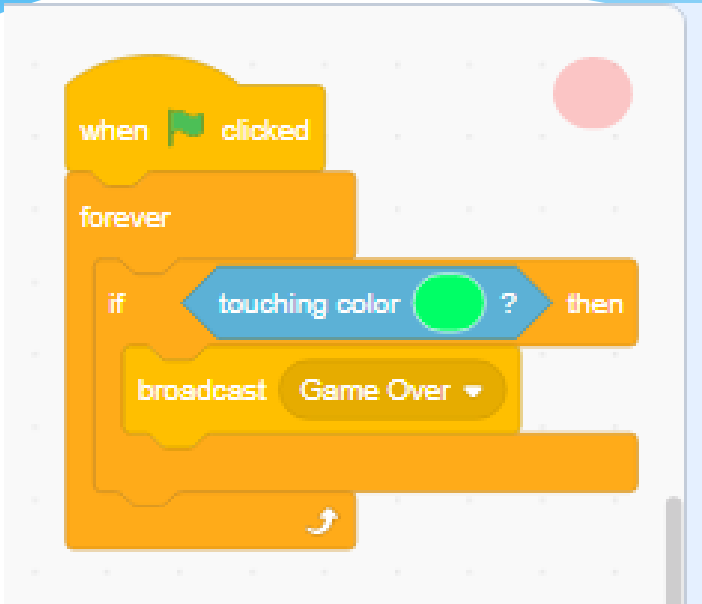 when clicked
forever
if touching color ? then
broadcast Game Over